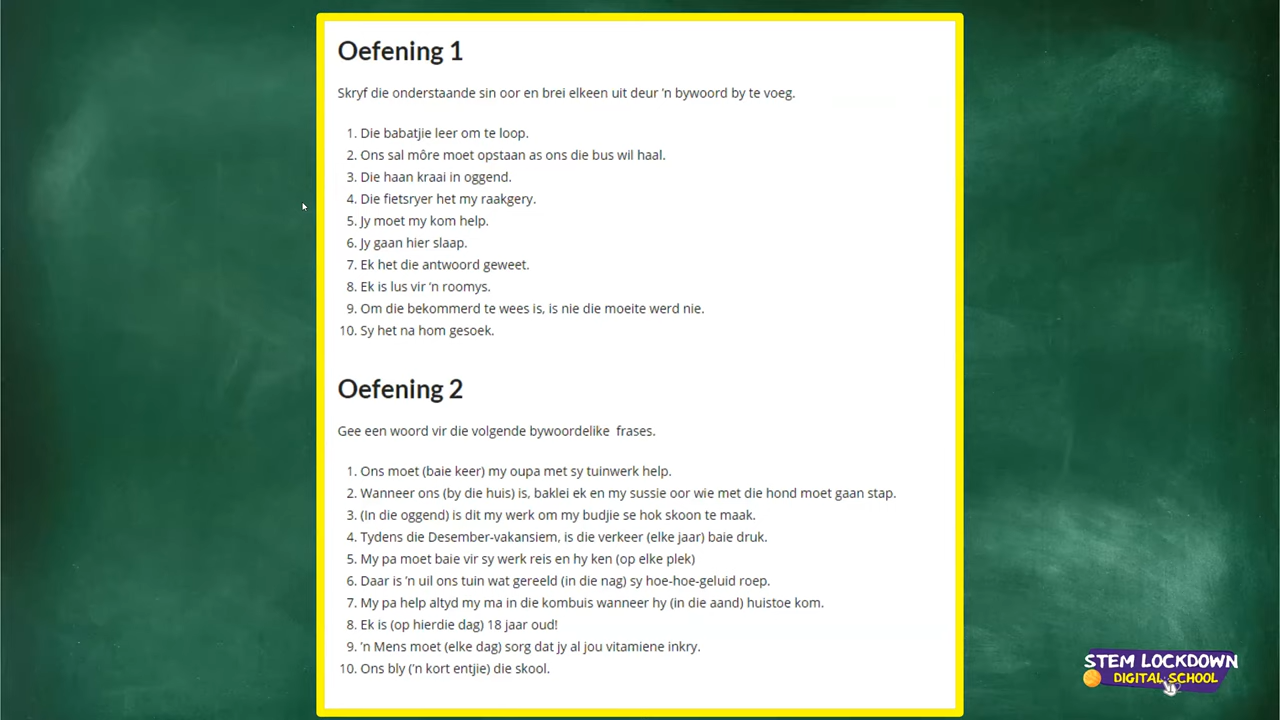 Oefening 1
Skryf die onderstaande sin oor en brei elkeen uit deur ‘n bywoord by te voeg.
1. Die babatjie leer om te loop.
2. Ons sal môre moet opstaan as ons die bus wil haal.
3. Die haan kraai in oggend.
4. Die fietsryer het my raakgery.
5. Jy moet my kom help.
6. Jy gaan hier slaap.
7. Ek het die antwoord geweet.
8. Ek is lus vir ‘n roomys.
9. Om die bekommerd te wees is, is nie die moeite werd nie.
10. Sy het na hom gesoek.
Oefening 2
Gee een woord vir die volgende bywoordelike  frases.
1. Ons moet (baie keer) my oupa met sy tuinwerk help.
2. Wanneer ons (by die huis) is, baklei ek en my sussie oor wie met die hond moet gaan stap.
3. (In die oggend) is dit my werk om my budjie se hok skoon te maak.
4. Tydens die Desember-vakansiem, is die verkeer (elke jaar) baie druk.
5. My pa moet baie vir sy werk reis en hy ken (op elke plek)
6. Daar is ‘n uil ons tuin wat gereeld (in die nag) sy hoe-hoe-geluid roep.
7. My pa help altyd my ma in die kombuis wanneer hy (in die aand) huistoe kom.
8. Ek is (op hierdie dag) 18 jaar oud!
9. ‘n Mens moet (elke dag) sorg dat jy al jou vitamiene inkry.
10. Ons bly (‘n kort entjie) die skool.
STEM LOCKDOWN
DIGITAL SCHOOL